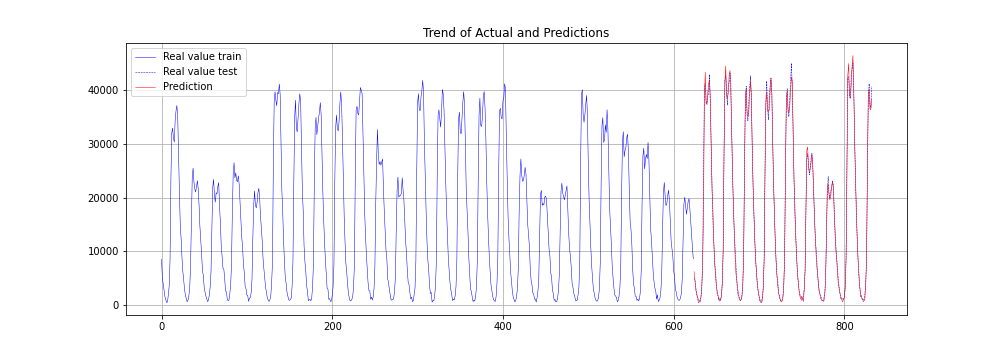 Trend of Actual and Predictions
Real value train
Real value test
Prediction
40000
30000
20000
10000
0
0 200 400 600 800